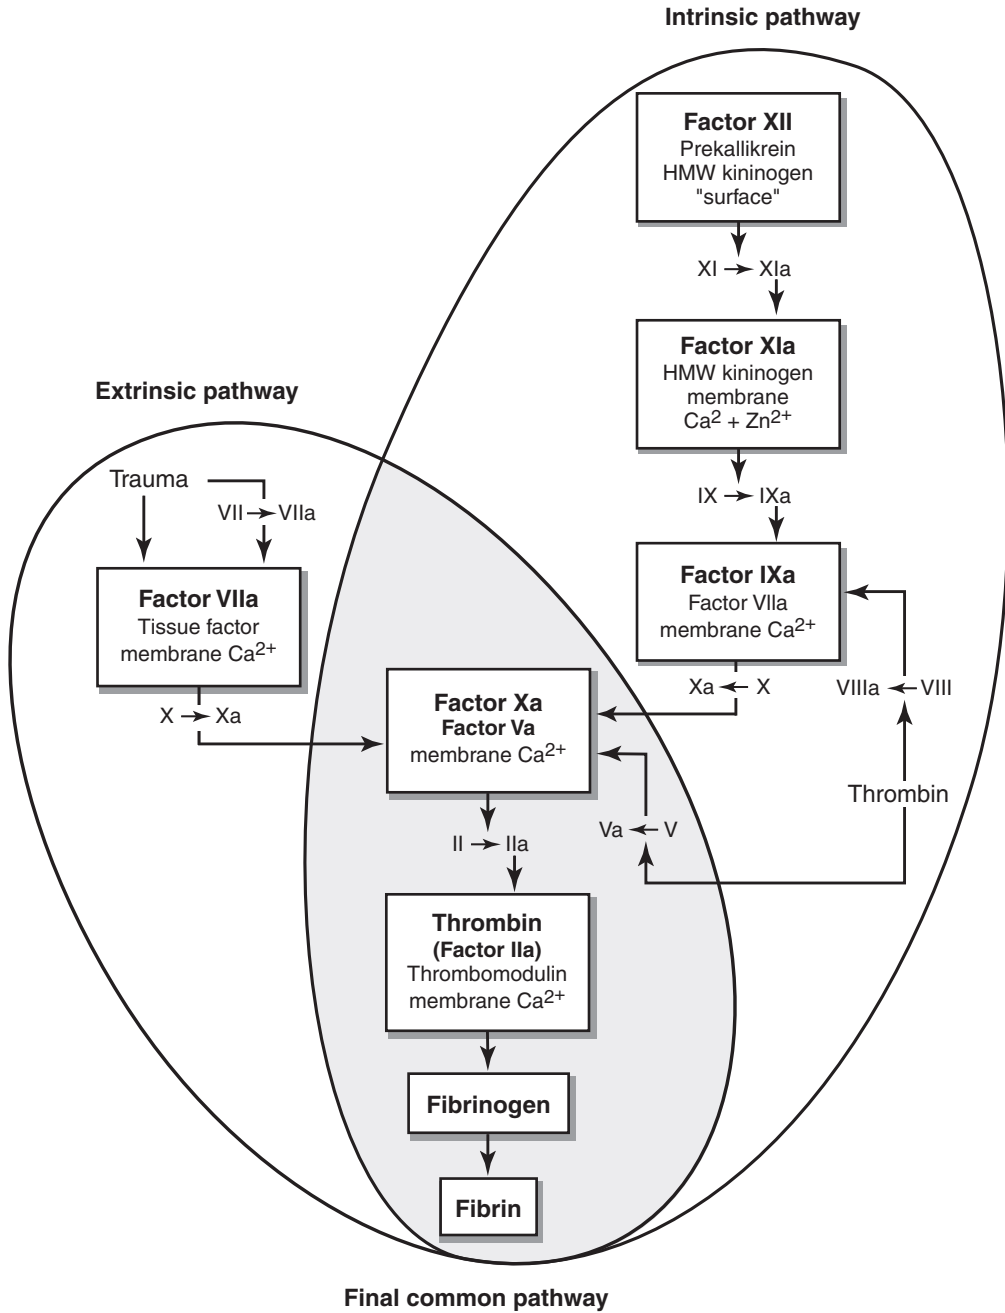 Intrinsic pathway
Factor XII
Prekallikrein
HMW kininogen
"surface"
XI → XIa
Factor XIa
HMW kininogen
membrane
Ca2 + Zn2+
IX → IXa
Factor IXa
Factor VIIa
membrane Ca2+
Xa ← X
VIIIa ← VIII
Thrombin
Extrinsic pathway
Trauma
VII → VIIa
Factor VIIa
Tissue factor
membrane Ca2+
X → Xa
Factor Xa
Factor Va
membrane Ca2+
Va ← V
II → IIa
Thrombin
(Factor IIa)
Thrombomodulin
membrane Ca2+
Fibrinogen
Fibrin
Final common pathway